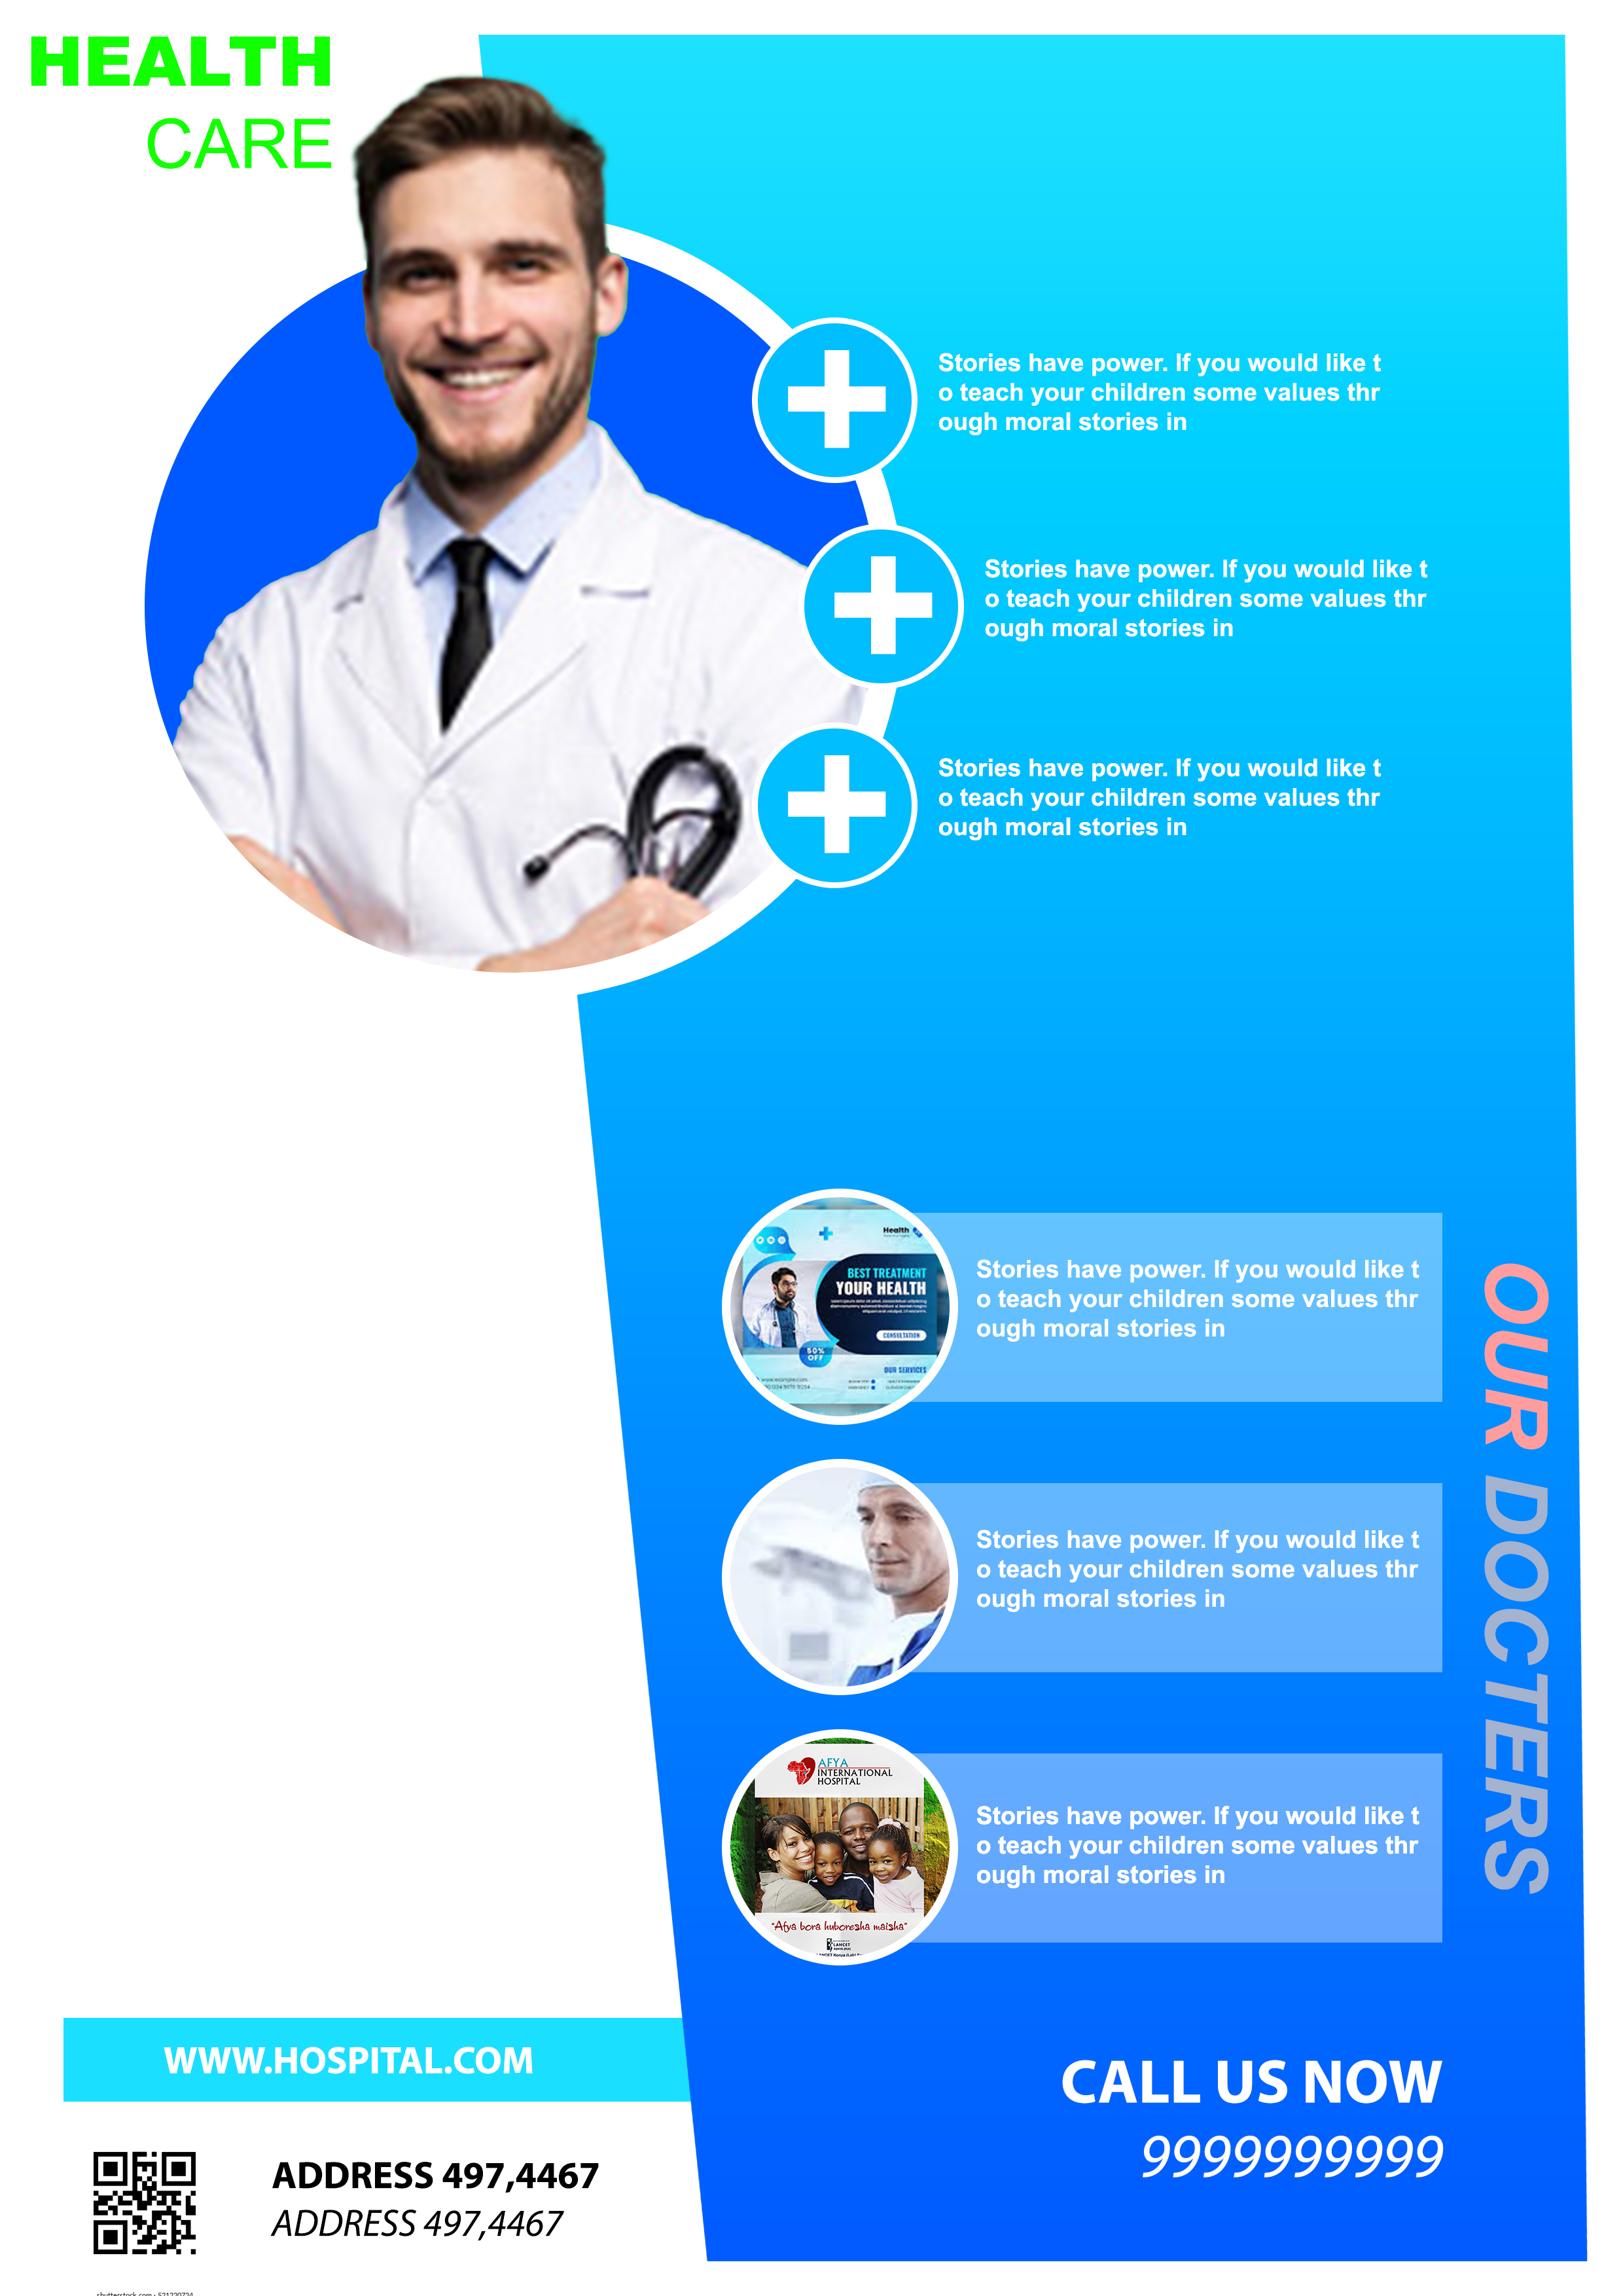 HEALTH
CARE
Stories have power. If you would like t
o teach your children some values thr
ough moral stories in
Stories have power. If you would like t
o teach your children some values thr
ough moral stories in
Stories have power. If you would like t
o teach your children some values thr
ough moral stories in
Health
BEST TREATMENT
YOUR HEALTH
CONSULTATION
50%
OFF
OUR SERVICES
Stories have power. If you would like t
o teach your children some values thr
ough moral stories in
Stories have power. If you would like t
o teach your children some values thr
ough moral stories in
AFYA
INTERNATIONAL
HOSPITAL
"Afya bora huboresha maisha"
LANCET
Stories have power. If you would like t
o teach your children some values thr
ough moral stories in
OUR DOCTERS
WWW.HOSPITAL.COM
CALL US NOW
9999999999
ADDRESS 497,4467
ADDRESS 497,4467